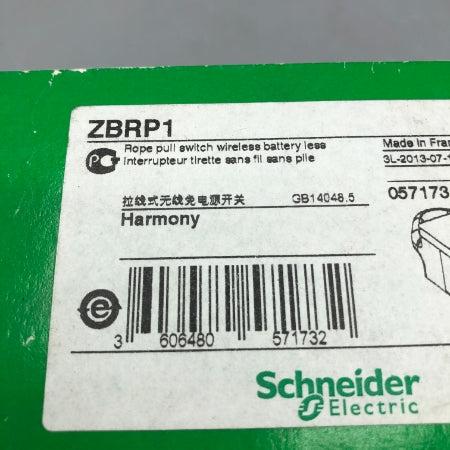 ZBRP1
Rope pull switch wireless battery less
Interrupteur tirette sans fil sans pile
Made in Fran
3L-2013-07-1
拉线式无线免电源开关
GB14048.5
057173
Harmony
3 606480 571732
Schneider
Electric